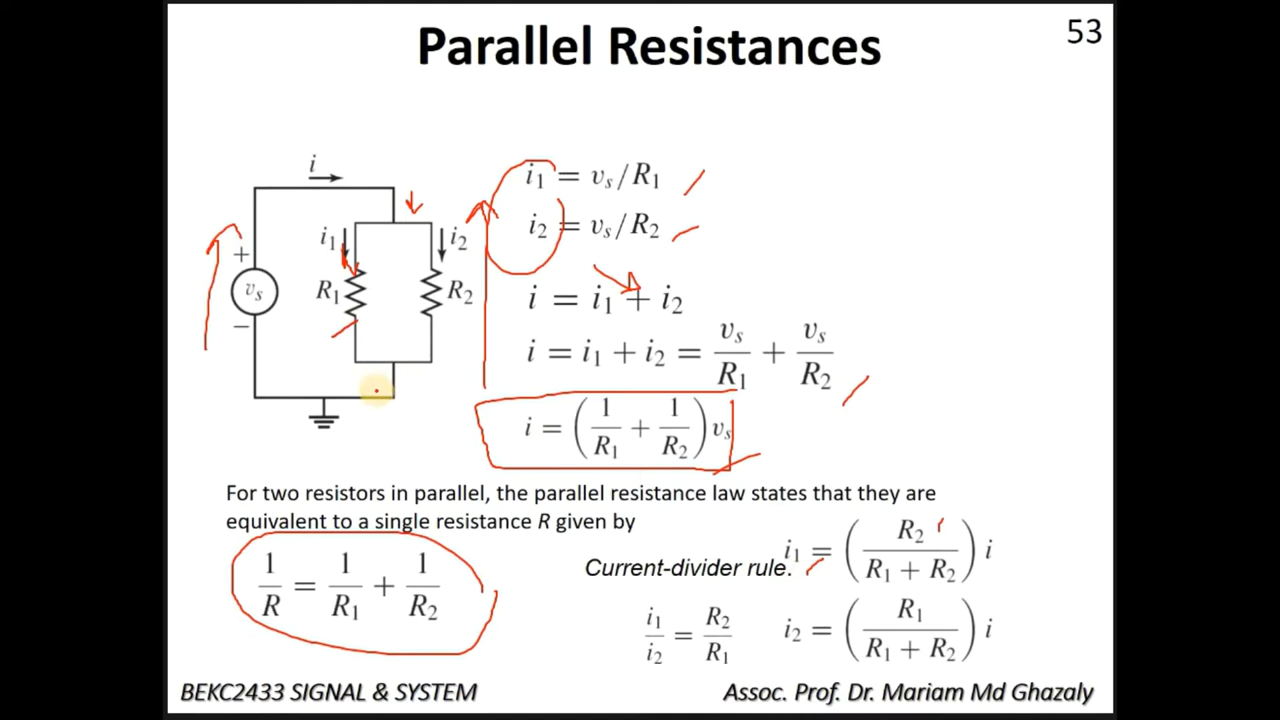 Parallel Resistances
53
i
i₁ = vₛ/R₁
i₂ = vₛ/R₂
+ i₁ i₂
vₛ R₁ R₂
−
i = i₁ + i₂
i = i₁ + i₂ = vₛ/R₁ + vₛ/R₂
i = (1/R₁ + 1/R₂) vₛ
For two resistors in parallel, the parallel resistance law states that they are
equivalent to a single resistance R given by
1/R = 1/R₁ + 1/R₂
Current-divider rule.
i₁ = (R₂/(R₁ + R₂)) i
i₁/i₂ = R₂/R₁
i₂ = (R₁/(R₁ + R₂)) i
BEKC2433 SIGNAL & SYSTEM
Assoc. Prof. Dr. Mariam Md Ghazaly